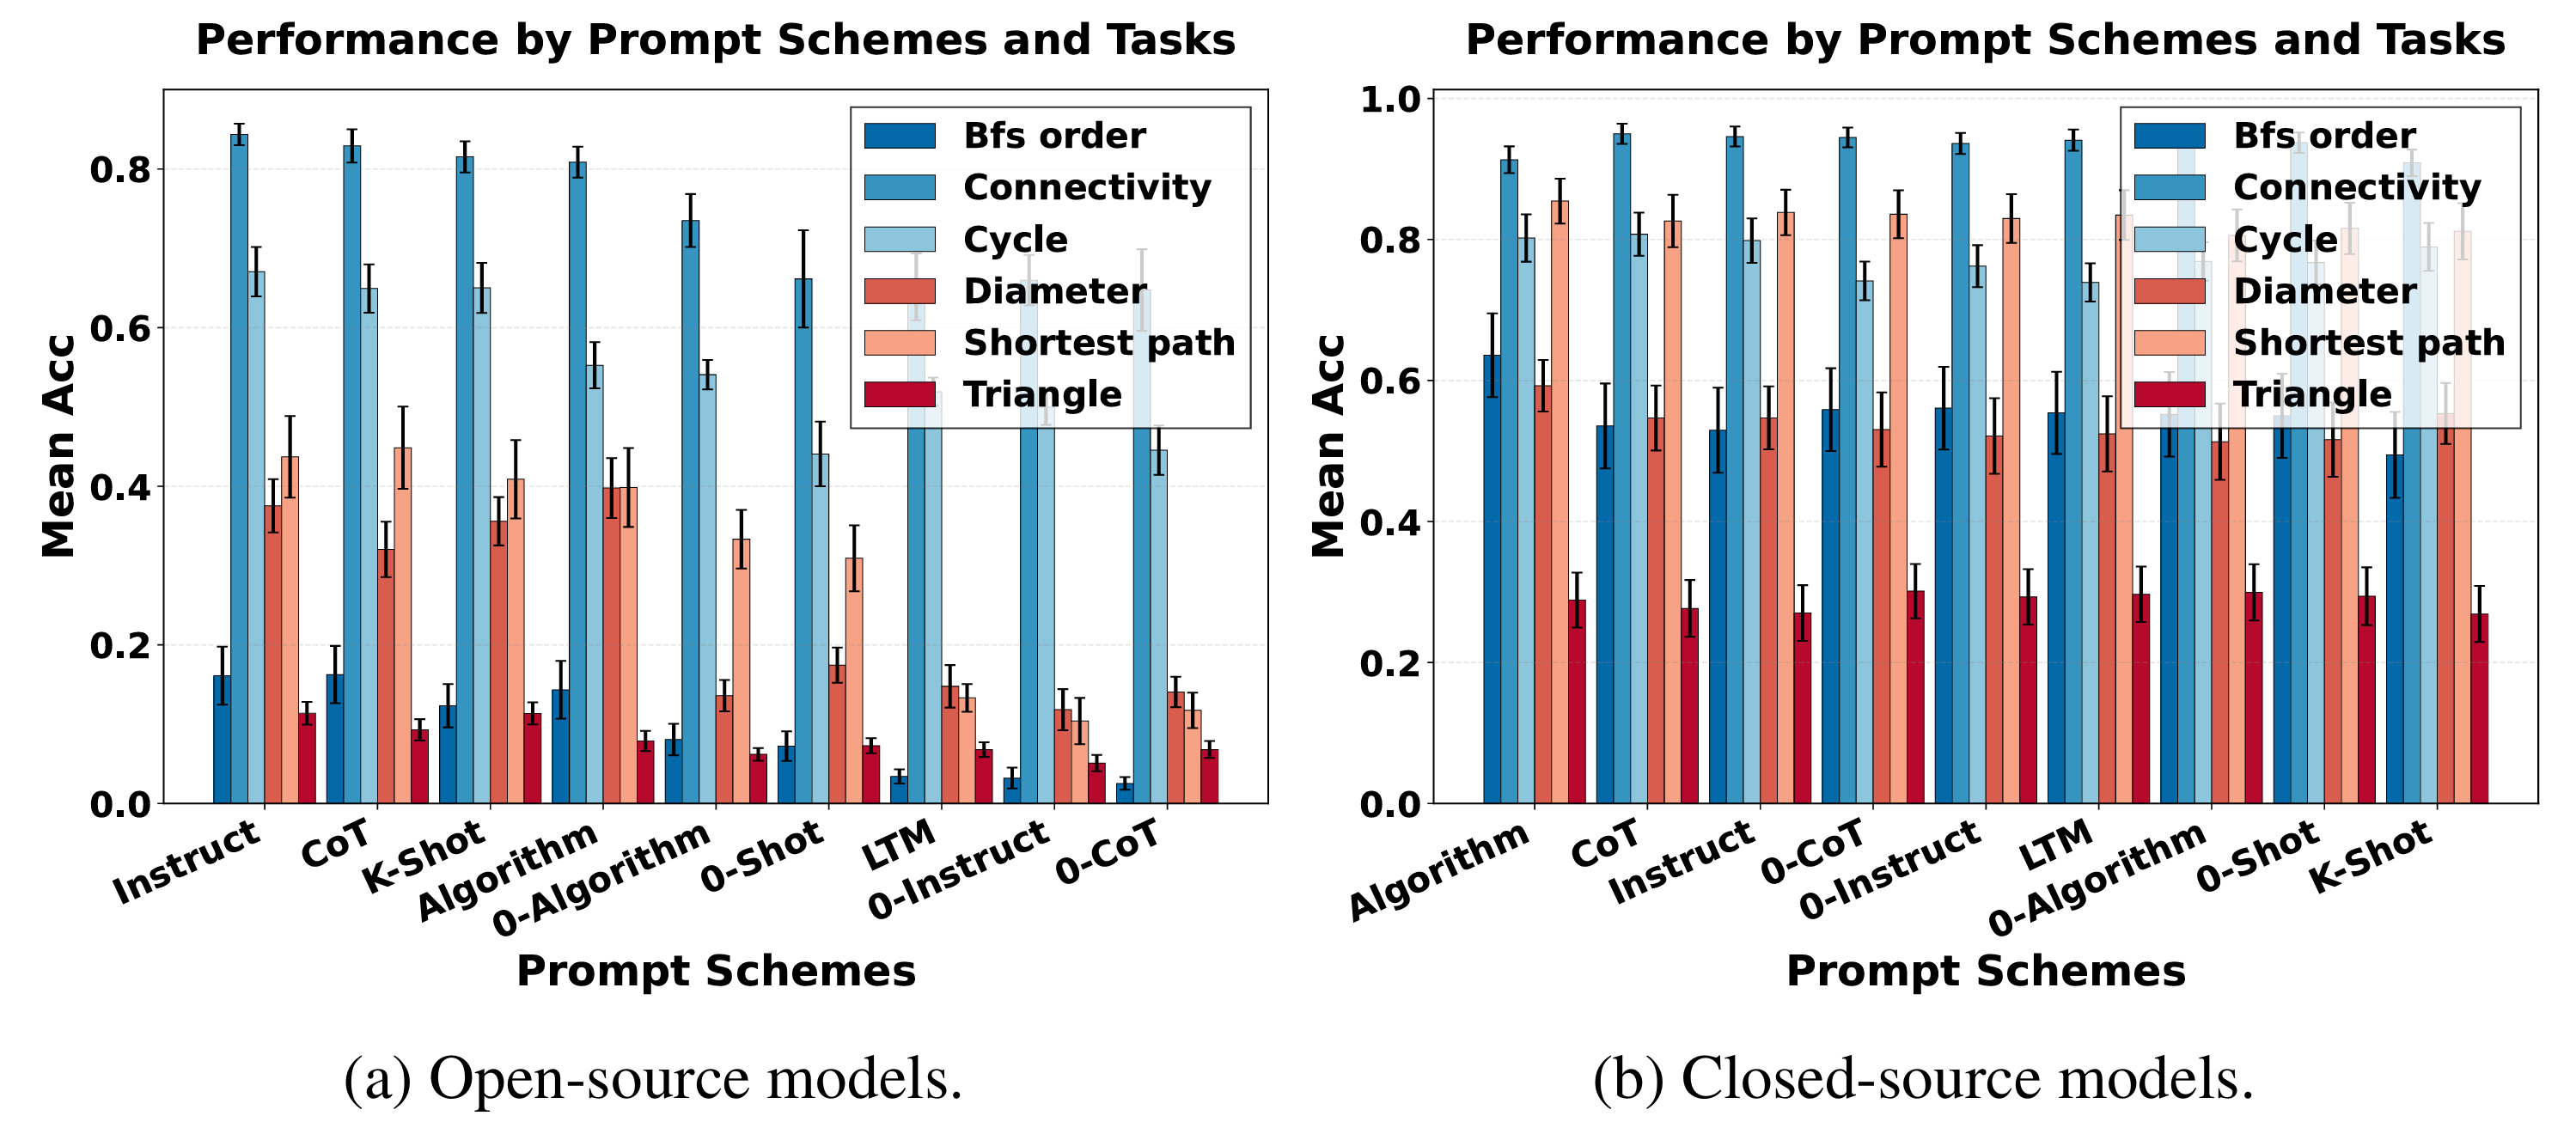 Performance by Prompt Schemes and Tasks
Mean Acc
0.8
0.6
0.4
0.2
0.0
Bfs order
Connectivity
Cycle
Diameter
Shortest path
Triangle
Instruct
CoT
K-Shot
Algorithm
0-Algorithm
0-Shot
LTM
0-Instruct
0-CoT
Prompt Schemes
(a) Open-source models.
Performance by Prompt Schemes and Tasks
Mean Acc
1.0
0.8
0.6
0.4
0.2
0.0
Bfs order
Connectivity
Cycle
Diameter
Shortest path
Triangle
Algorithm
CoT
Instruct
0-CoT
0-Instruct
LTM
0-Algorithm
0-Shot
K-Shot
Prompt Schemes
(b) Closed-source models.